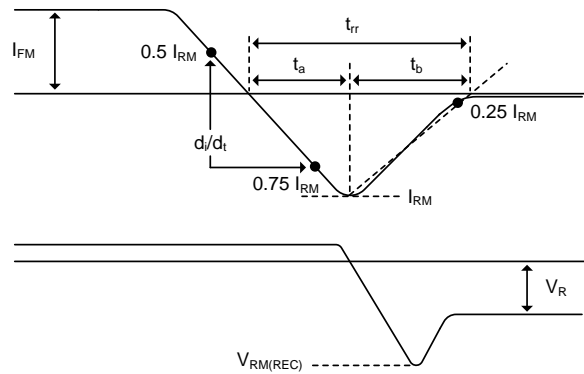 t_rr
I_FM
0.5 I_RM
t_a
t_b
0.25 I_RM
d_i/d_t
0.75 I_RM
I_RM
V_R
V_RM(REC)